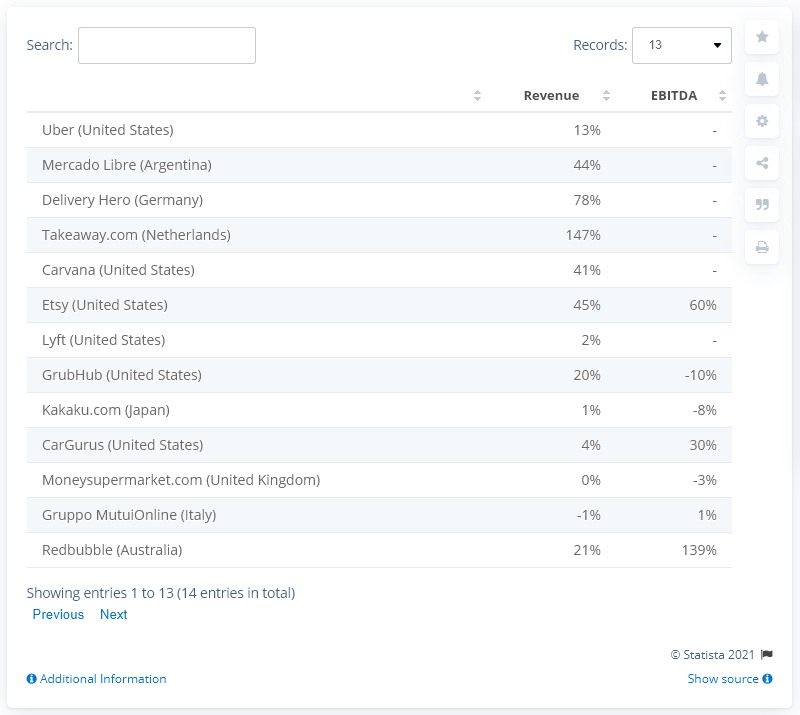 Search:
Records: 13
Revenue EBITDA
Uber (United States) 13% -
Mercado Libre (Argentina) 44% -
Delivery Hero (Germany) 78% -
Takeaway.com (Netherlands) 147% -
Carvana (United States) 41% -
Etsy (United States) 45% 60%
Lyft (United States) 2% -
GrubHub (United States) 20% -10%
Kakaku.com (Japan) 1% -8%
CarGurus (United States) 4% 30%
Moneysupermarket.com (United Kingdom) 0% -3%
Gruppo MutuiOnline (Italy) -1% 1%
Redbubble (Australia) 21% 139%
Showing entries 1 to 13 (14 entries in total)
Previous Next
© Statista 2021
Additional Information Show source